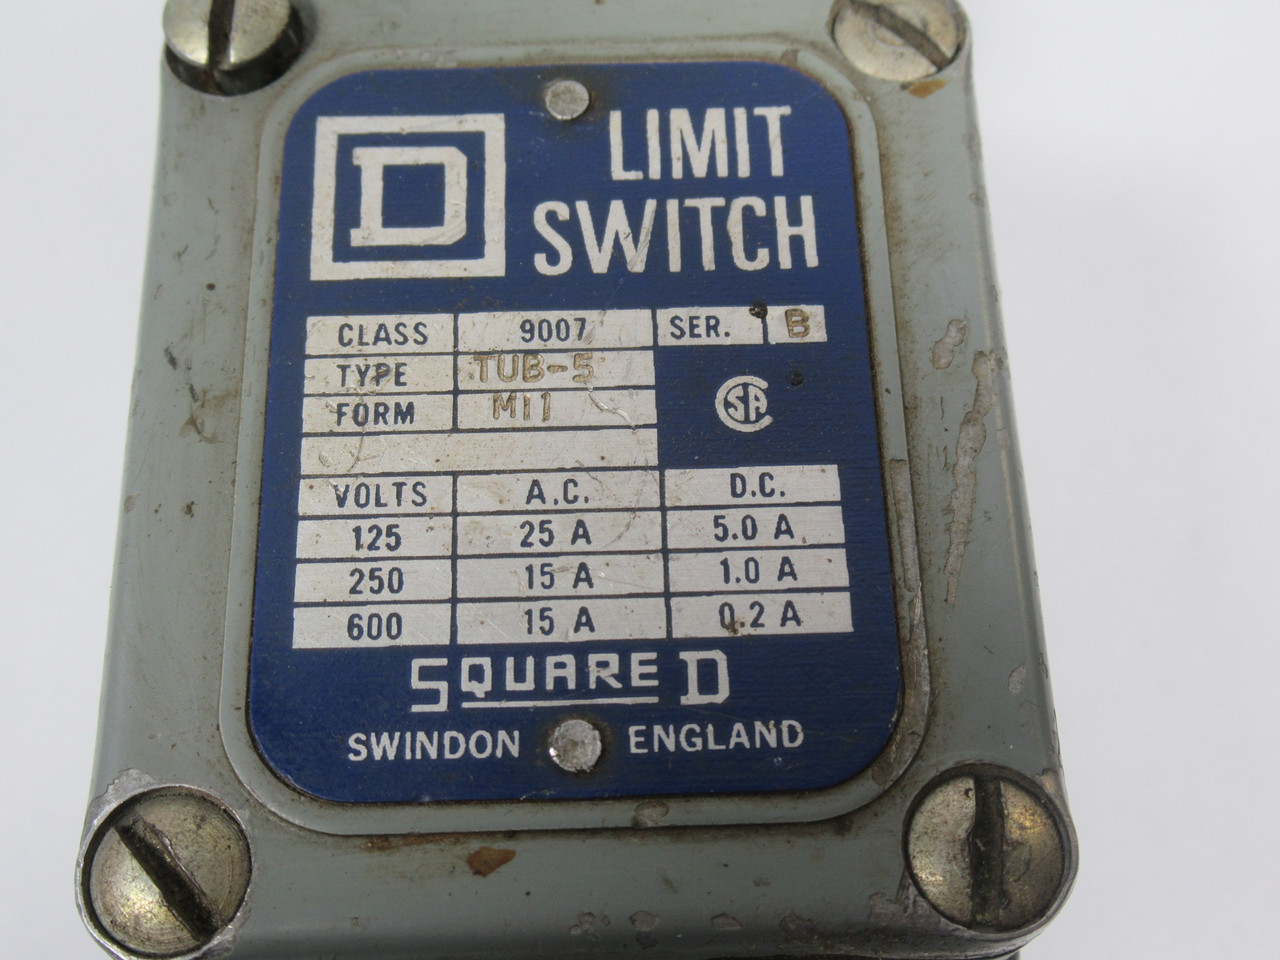 D
LIMIT
SWITCH
CLASS 9007 SER. B
TYPE TUB-5
FORM M11
SA
VOLTS A.C. D.C.
125 25 A 5.0 A
250 15 A 1.0 A
600 15 A 0.2 A
SQUARE D
SWINDON ENGLAND